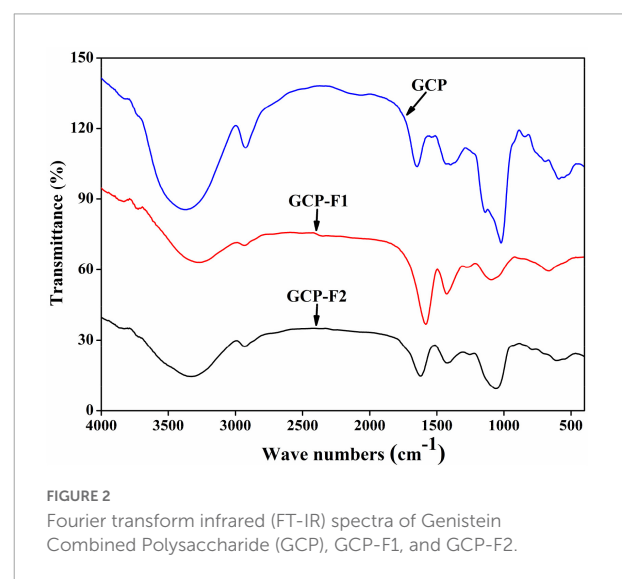 150
120
90
60
30
0
Transmittance (%)
GCP
GCP-F1
GCP-F2
4000 3500 3000 2500 2000 1500 1000 500
Wave numbers (cm-1)
FIGURE 2
Fourier transform infrared (FT-IR) spectra of Genistein
Combined Polysaccharide (GCP), GCP-F1, and GCP-F2.